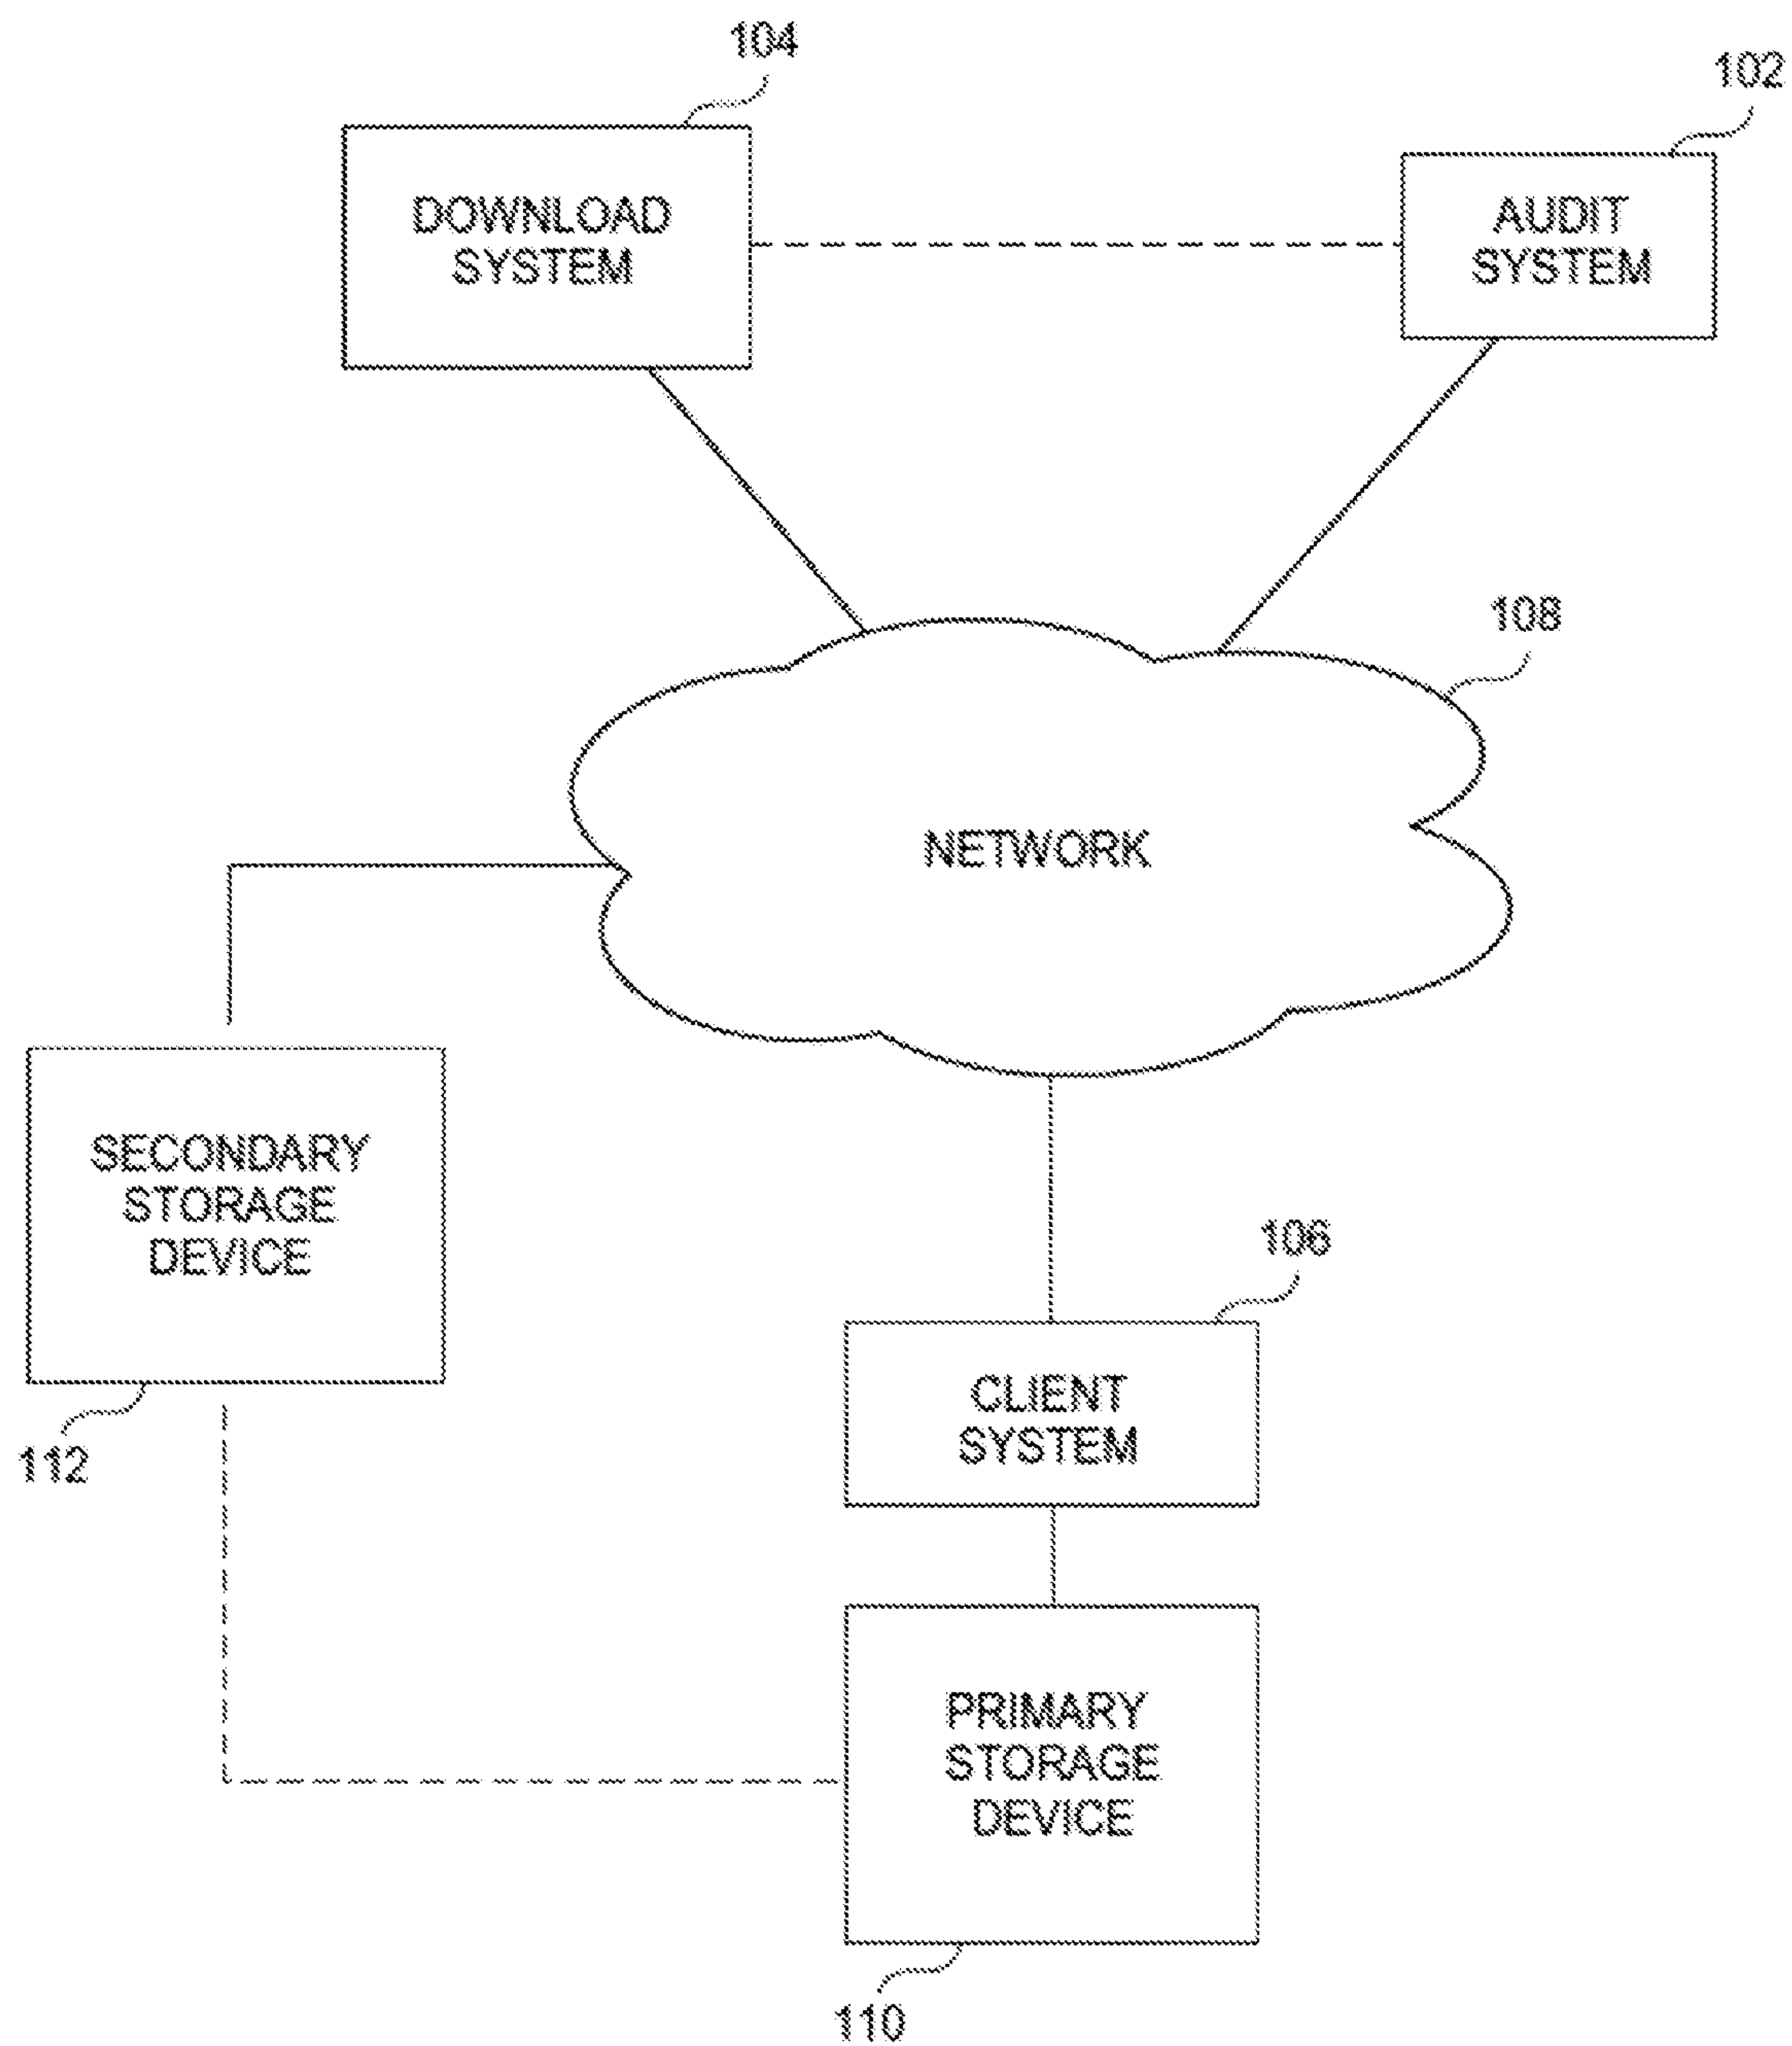 104
102
DOWNLOAD
SYSTEM
AUDIT
SYSTEM
108
NETWORK
SECONDARY
STORAGE
DEVICE
106
CLIENT
SYSTEM
112
PRIMARY
STORAGE
DEVICE
110